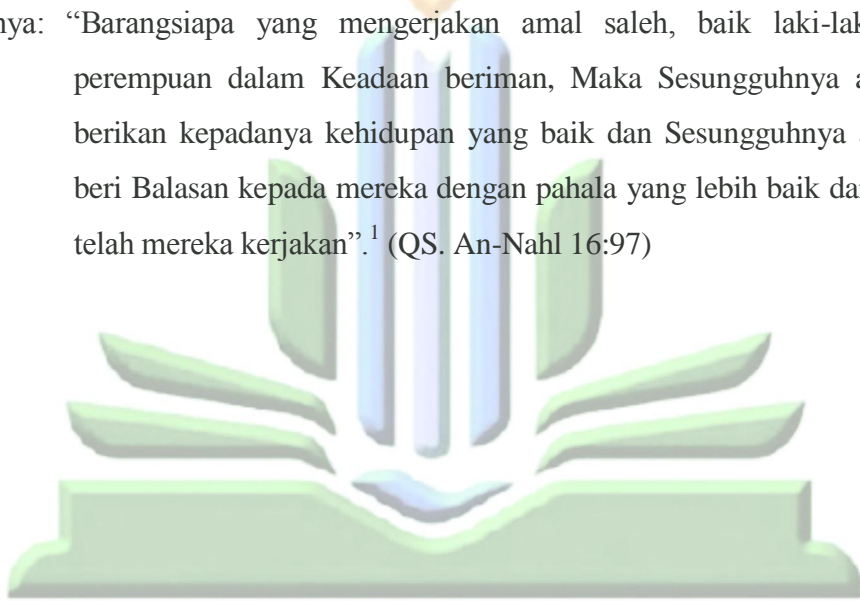 nya: “Barangsiapa yang mengerjakan amal saleh, baik laki-lak
perempuan dalam Keadaan beriman, Maka Sesungguhnya a
berikan kepadanya kehidupan yang baik dan Sesungguhnya
beri Balasan kepada mereka dengan pahala yang lebih baik dar
telah mereka kerjakan”.¹ (QS. An-Nahl 16:97)